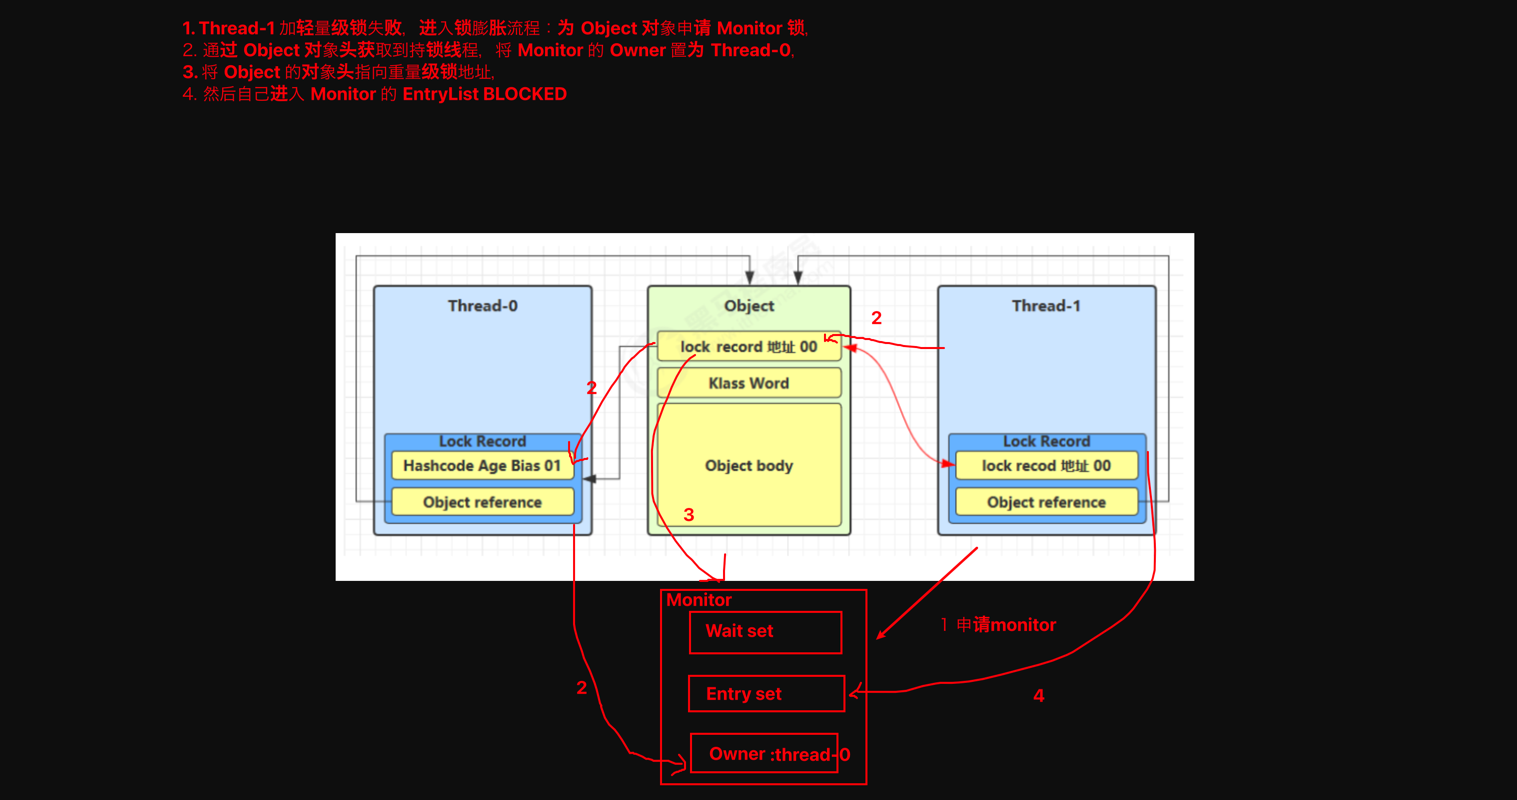 1. Thread-1 加轻量级锁失败，进入锁膨胀流程：为 Object 对象申请 Monitor 锁,
2. 通过 Object 对象头获取到持锁线程，将 Monitor 的 Owner 置为 Thread-0,
3. 将 Object 的对象头指向重量级锁地址,
4. 然后自己进入 Monitor 的 EntryList BLOCKED
Thread-0
Object
Thread-1
2
lock record 地址 00
2
Klass Word
Lock Record
Lock Record
Hashcode Age Bias 01
Object body
lock recod 地址 00
Object reference
Object reference
3
Monitor
Wait set
1 申请monitor
2
Entry set
4
Owner :thread-0